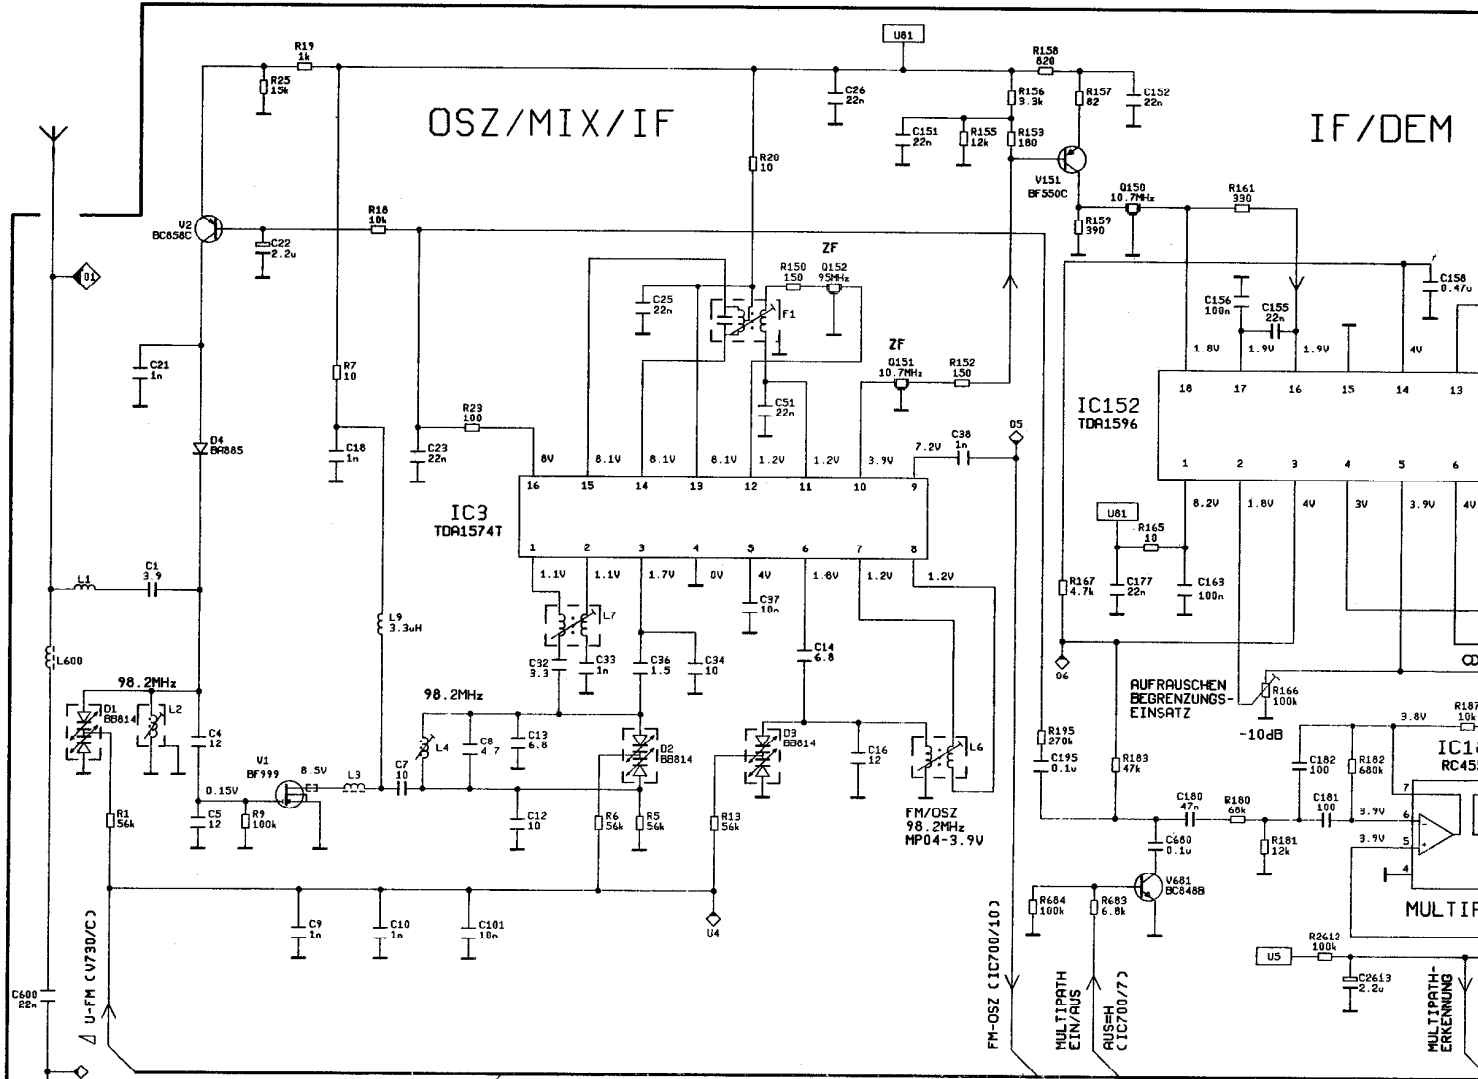 U81
R19
1k
R158
820
R25
15k
C26
22n
R156
3.3k
R157
82
C152
22n
OSZ/MIX/IF
IF/DEM
C151
22n
R155
12k
R153
180
R20
10
V151
BF550C
Q150
10.7MHz
R161
330
V2
BC858C
R18
10k
C22
2.2u
R159
390
01
ZF
R150
150
Q152
95MHz
C25
22n
F1
C156
100n
C155
22n
C158
0.47u
1.8V
1.9V
1.9V
4V
C21
1n
R7
10
ZF
Q151
10.7MHz
R152
150
18
17
16
15
14
13
IC152
TDA1596
R23
100
C51
22n
D4
BA885
C18
1n
C23
22n
C38
1n
05
8V
8.1V
8.1V
8.1V
1.2V
1.2V
3.9V
7.2V
1
2
3
4
5
6
16
15
14
13
12
11
10
9
8.2V
1.8V
4V
3V
3.9V
4V
IC3
TDA1574T
U81
R165
10
1
2
3
4
5
6
7
8
1.1V
1.1V
1.7V
0V
4V
1.6V
1.2V
1.2V
L1
C1
3.9
R167
4.7k
C177
22n
C163
100n
C37
10n
L9
3.3uH
L7
L600
C32
3.3
C33
1n
C36
1.5
C34
10
C14
6.8
06
98.2MHz
98.2MHz
AUFRAUSCHEN
BEGRENZUNGS-
EINSATZ
R166
100k
-10dB
D1
BB814
L2
C4
12
L4
C8
4.7
C13
6.8
D2
BB814
D3
BB814
C16
12
L6
R195
270k
3.8V
R187
10k
V1
BF999
8.5V
L3
C7
10
C195
0.1u
R183
47k
C182
100
R182
680k
0.15V
C180
47n
R180
68k
C181
100
7
R1
56k
C5
12
R9
100k
C12
10
R6
56k
R5
56k
R13
56k
FM/OSZ
98.2MHz
MP04-3.9V
3.9V
6
3.9V
5
4
C680
0.1u
R181
12k
V681
BC848B
R684
100k
R683
6.8k
C9
1n
C10
1n
C101
10n
U4
R2612
100k
U5
C2613
2.2u
C600
22n
U-FM (V730/C)
FM-OSZ (IC700/10)
MULTIPATH
EIN/AUS
AUS=H
(IC700/7)
MULTIPATH-
ERKENNUNG